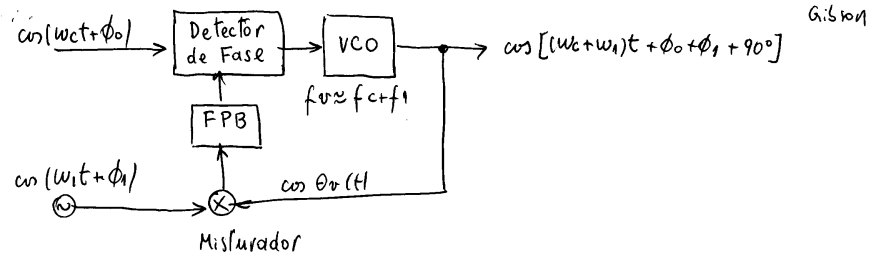 Gibson
cos(ωct+ϕ0)
Detector
de Fase
VCO
cos[(ωc+ω1)t+ϕ0+ϕ1+90°]
fv≈fc+f1
FPB
cos(ω1t+ϕ1)
cos θv(t)
~
×
Misturador